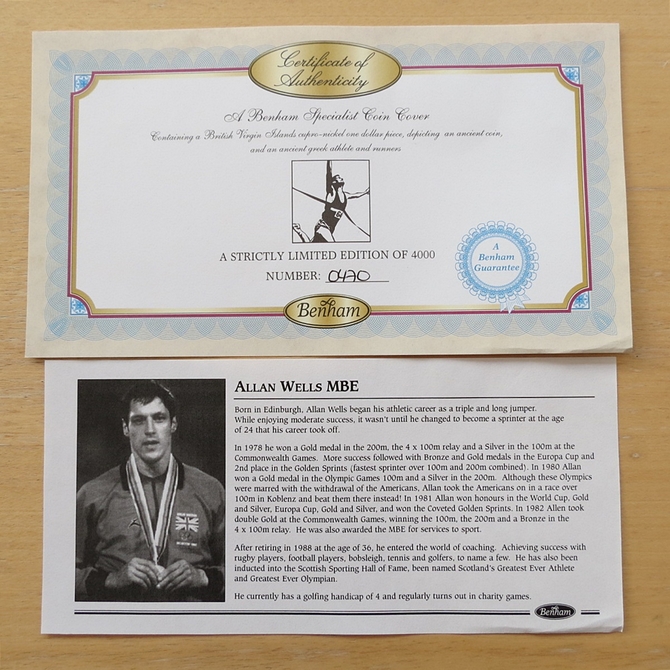 Certificate of
Authenticity
A Benham Specialist Coin Cover
Containing a British Virgin Islands cupro-nickel one dollar piece, depicting an ancient coin,
and an ancient greek athlete and runners
A STRICTLY LIMITED EDITION OF 4000
NUMBER: 0470
A
Benham
Guarantee
Benham
ALLAN WELLS MBE
Born in Edinburgh, Allan Wells began his athletic career as a triple and long jumper.
While enjoying moderate success, it wasn't until he changed to become a sprinter at the age
of 24 that his career took off.
In 1978 he won a Gold medal in the 200m, the 4 x 100m relay and a Silver in the 100m at the
Commonwealth Games. More success followed with Bronze and Gold medals in the Europa Cup and
2nd place in the Golden Sprints (fastest sprinter over 100m and 200m combined). In 1980 Allan
won a Gold medal in the Olympic Games 100m and a Silver in the 200m. Although these Olympics
were marred with the withdrawal of the Americans, Allan took the Americans on in a race over
100m in Koblenz and beat them there instead! In 1981 Allan won honours in the World Cup, Gold
and Silver, Europa Cup, Gold and Silver, and won the Coveted Golden Sprints. In 1982 Allen took
double Gold at the Commonwealth Games, winning the 100m, the 200m and a Bronze in the
4 x 100m relay. He was also awarded the MBE for services to sport.
After retiring in 1988 at the age of 36, he entered the world of coaching. Achieving success with
rugby players, football players, bobsleigh, tennis and golfers, to name a few. He has also been
inducted into the Scottish Sporting Hall of Fame, been named Scotland's Greatest Ever Athlete
and Greatest Ever Olympian.
He currently has a golfing handicap of 4 and regularly turns out in charity games.
Benham